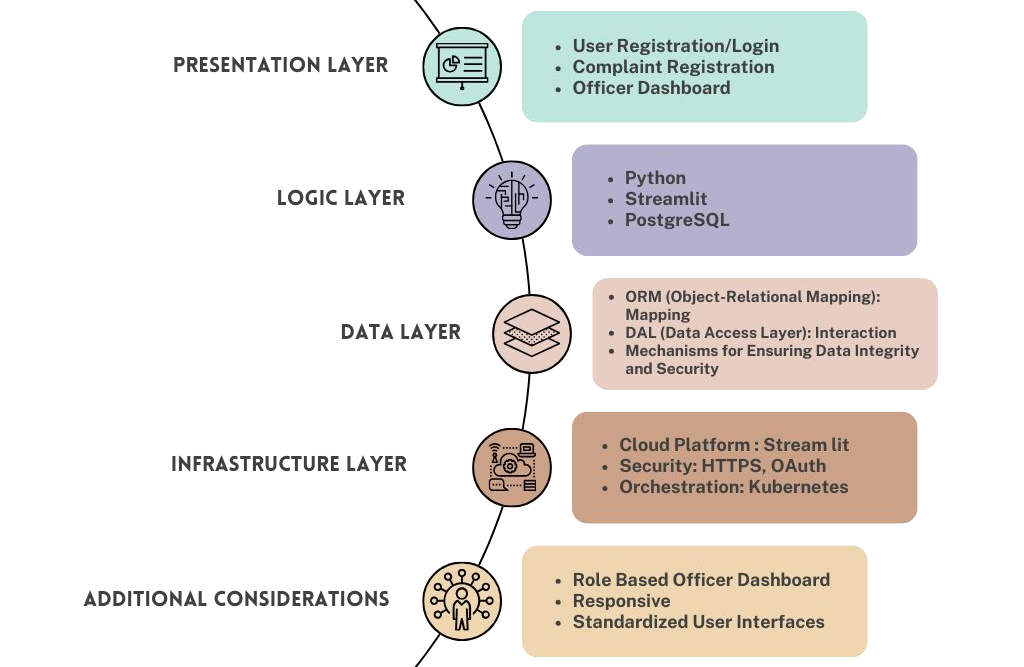 PRESENTATION LAYER
• User Registration/Login
• Complaint Registration
• Officer Dashboard
LOGIC LAYER
• Python
• Streamlit
• PostgreSQL
DATA LAYER
• ORM (Object-Relational Mapping):
Mapping
• DAL (Data Access Layer): Interaction
• Mechanisms for Ensuring Data Integrity
and Security
INFRASTRUCTURE LAYER
• Cloud Platform : Stream lit
• Security: HTTPS, OAuth
• Orchestration: Kubernetes
ADDITIONAL CONSIDERATIONS
• Role Based Officer Dashboard
• Responsive
• Standardized User Interfaces